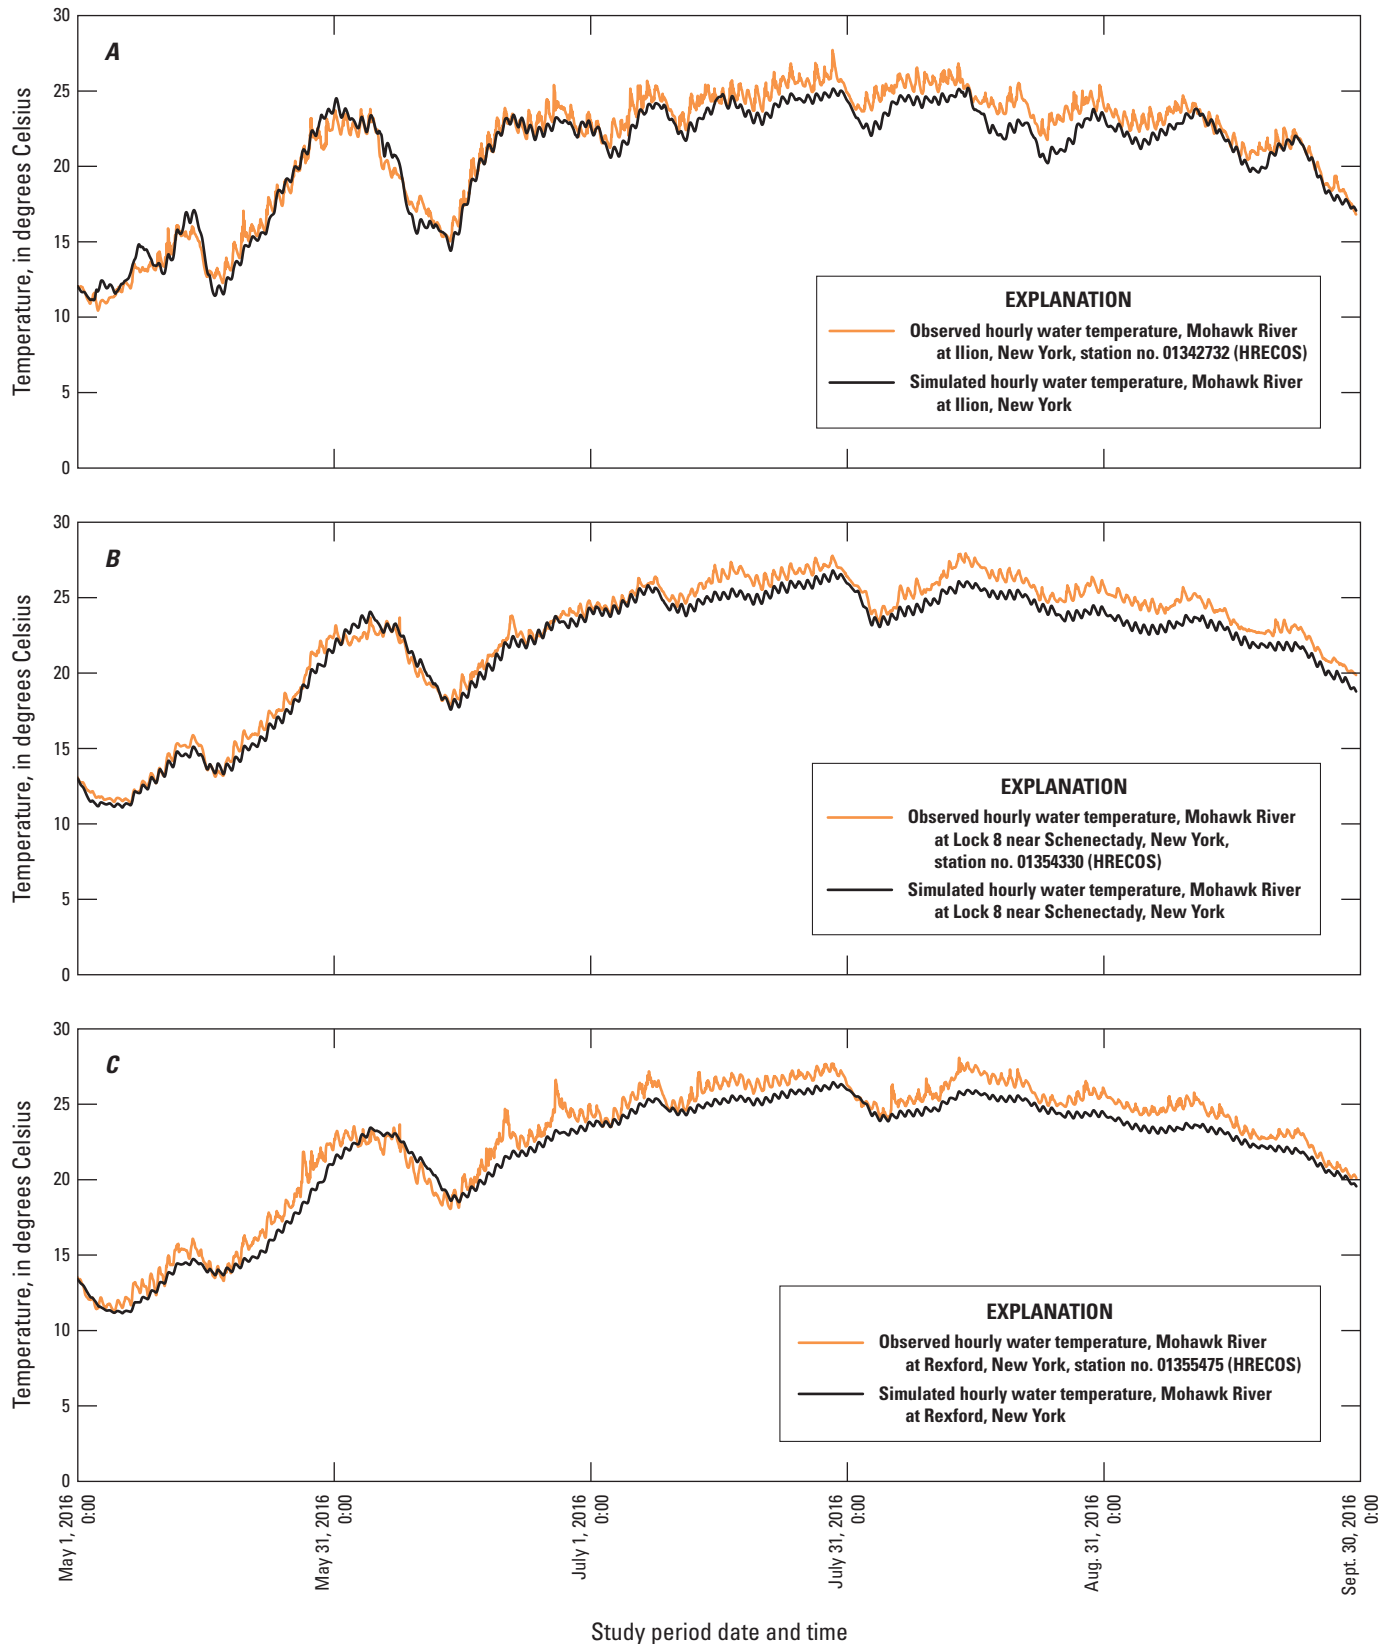 30
A
25
20
15
10
5
0
Temperature, in degrees Celsius
EXPLANATION
Observed hourly water temperature, Mohawk River
at Ilion, New York, station no. 01342732 (HRECOS)
Simulated hourly water temperature, Mohawk River
at Ilion, New York
30
B
25
20
15
10
5
0
Temperature, in degrees Celsius
EXPLANATION
Observed hourly water temperature, Mohawk River
at Lock 8 near Schenectady, New York,
station no. 01354330 (HRECOS)
Simulated hourly water temperature, Mohawk River
at Lock 8 near Schenectady, New York
30
C
25
20
15
10
5
0
Temperature, in degrees Celsius
EXPLANATION
Observed hourly water temperature, Mohawk River
at Rexford, New York, station no. 01355475 (HRECOS)
Simulated hourly water temperature, Mohawk River
at Rexford, New York
May 1, 2016
0:00
May 31, 2016
0:00
July 1, 2016
0:00
July 31, 2016
0:00
Aug. 31, 2016
0:00
Sept. 30, 2016
0:00
Study period date and time